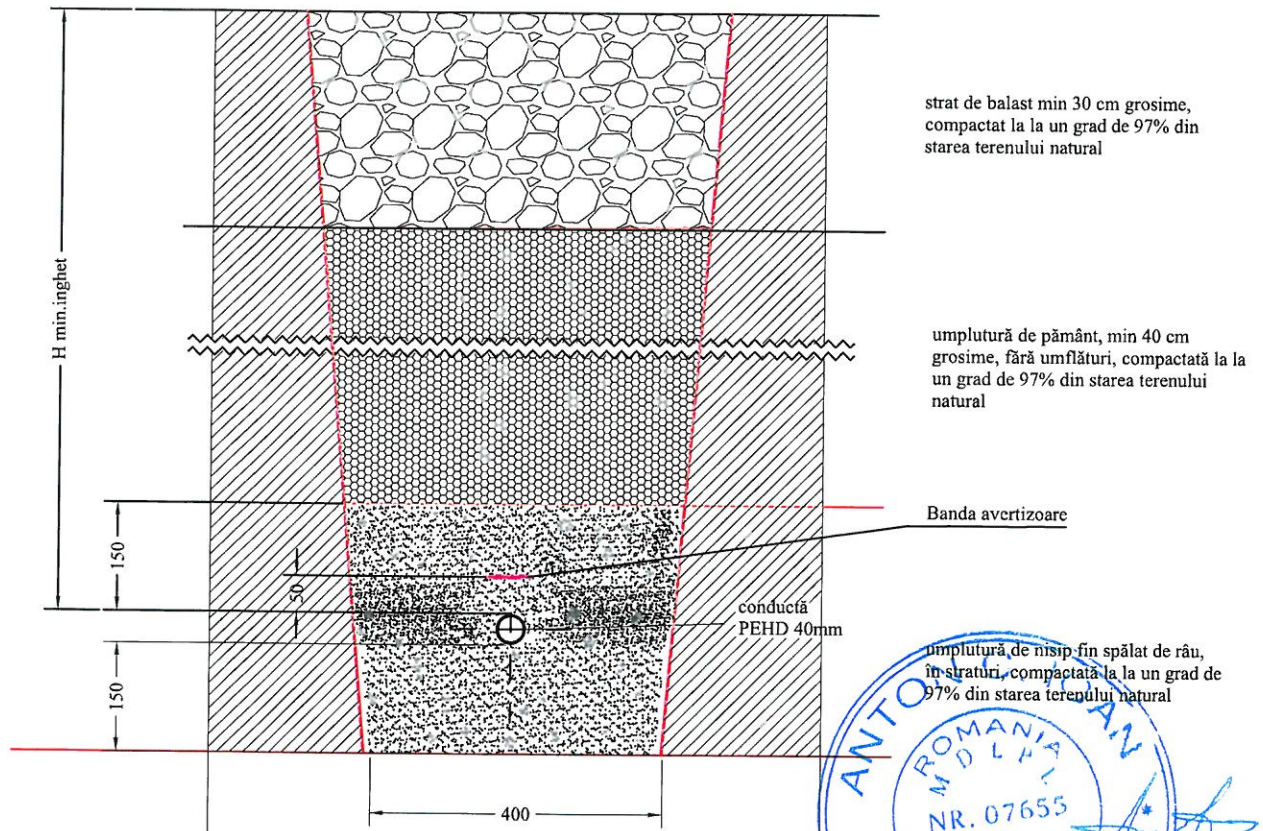 strat de balast min 30 cm grosime,
compactat la la un grad de 97% din
starea terenului natural
H min.inghet
umplutură de pământ, min 40 cm
grosime, fără umflături, compactată la la
un grad de 97% din starea terenului
natural
Banda avertizoare
150
50
conductă
PEHD 40mm
150
umplutură de nisip fin spălat de râu,
în straturi, compactată la la un grad de
97% din starea terenului natural
400
ANTON C. IOAN
ROMANIA
M D L P L
NR. 07655